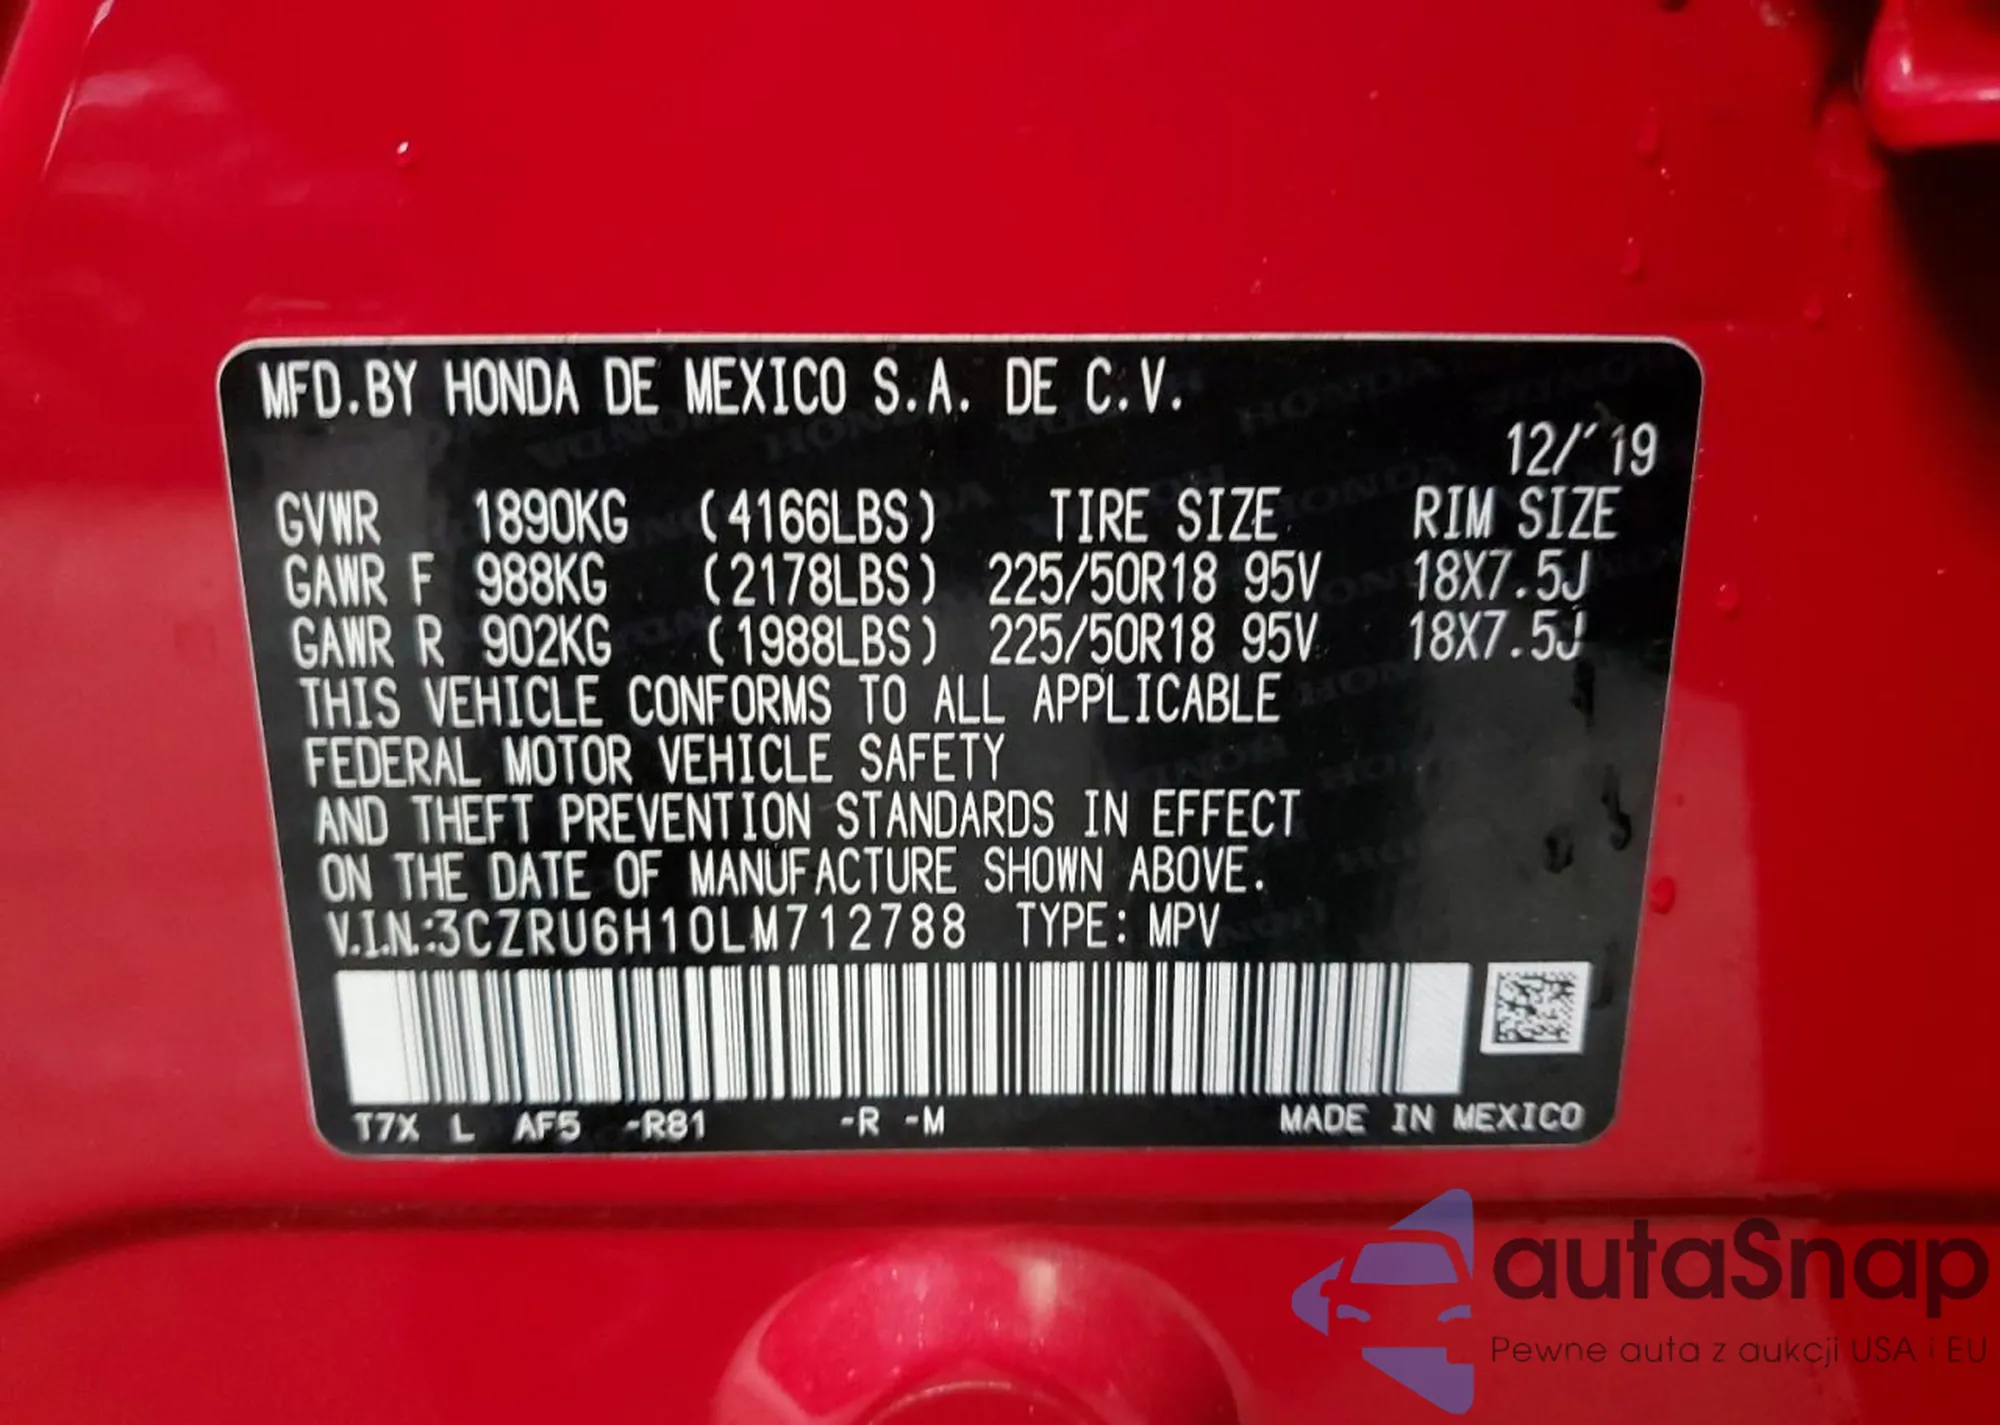 MFD.BY HONDA DE MEXICO S.A. DE C.V.
12/'19
GVWR 1890KG (4166LBS) TIRE SIZE RIM SIZE
GAWR F 988KG (2178LBS) 225/50R18 95V 18X7.5J
GAWR R 902KG (1988LBS) 225/50R18 95V 18X7.5J
THIS VEHICLE CONFORMS TO ALL APPLICABLE
FEDERAL MOTOR VEHICLE SAFETY
AND THEFT PREVENTION STANDARDS IN EFFECT
ON THE DATE OF MANUFACTURE SHOWN ABOVE.
V.I.N.:3CZRU6H10LM712788 TYPE: MPV
T7X L AF5 -R81 -R -M MADE IN MEXICO
autaSnap
Pewne auta z aukcji USA i EU